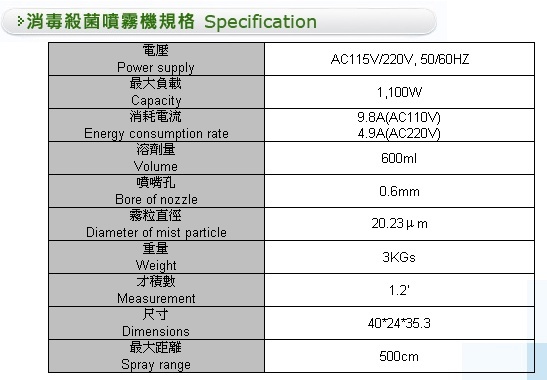 消毒殺菌噴霧機規格 Specification
電壓
Power supply
AC115V/220V, 50/60HZ
最大負載
Capacity
1,100W
消耗電流
Energy consumption rate
9.8A(AC110V)
4.9A(AC220V)
溶劑量
Volume
600ml
噴嘴孔
Bore of nozzle
0.6mm
霧粒直徑
Diameter of mist particle
20.23μm
重量
Weight
3KGs
才積數
Measurement
1.2'
尺寸
Dimensions
40*24*35.3
最大距離
Spray range
500cm